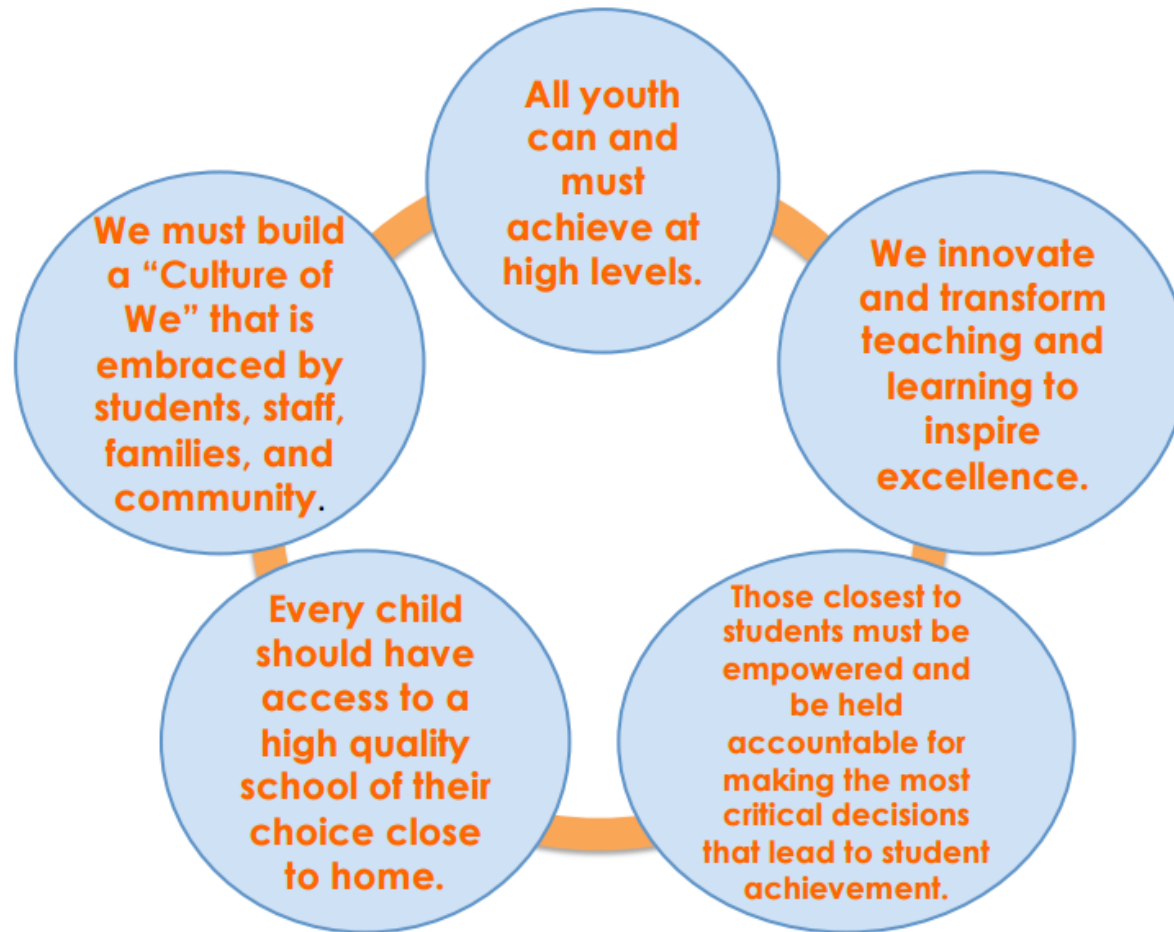 All youth
can and
must
achieve at
high levels.
We innovate
and transform
teaching and
learning to
inspire
excellence.
Those closest to
students must be
empowered and
be held
accountable for
making the most
critical decisions
that lead to student
achievement.
Every child
should have
access to a
high quality
school of their
choice close
to home.
We must build
a “Culture of
We” that is
embraced by
students, staff,
families, and
community.